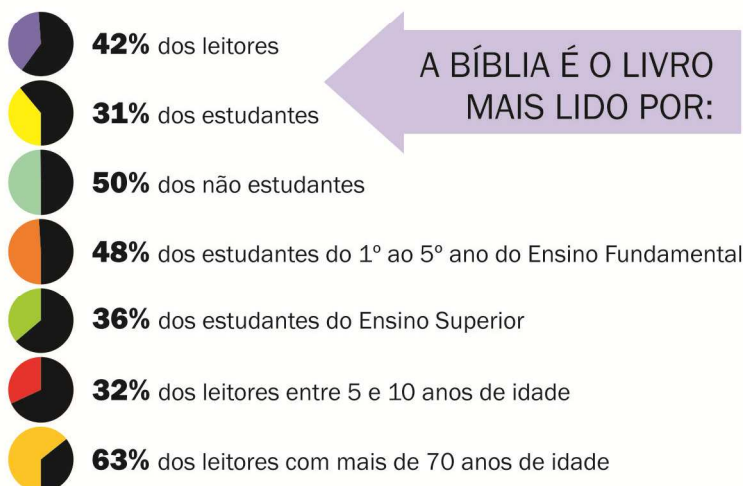 42% dos leitores
A BÍBLIA É O LIVRO
MAIS LIDO POR:
31% dos estudantes
50% dos não estudantes
48% dos estudantes do 1º ao 5º ano do Ensino Fundamental
36% dos estudantes do Ensino Superior
32% dos leitores entre 5 e 10 anos de idade
63% dos leitores com mais de 70 anos de idade